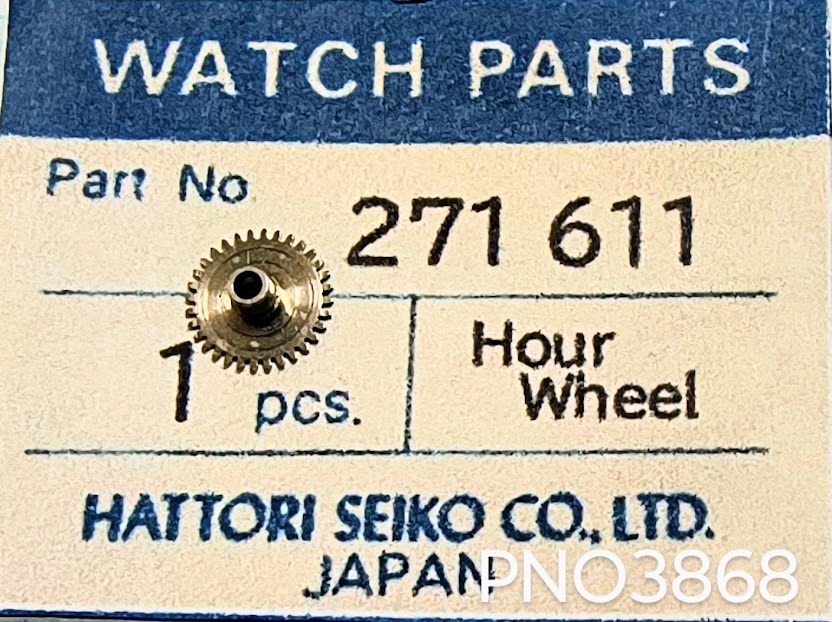 WATCH PARTS
Part No
271 611
1 pcs.
Hour
Wheel
HATTORI SEIKO CO., LTD.
JAPAN
PNO3868